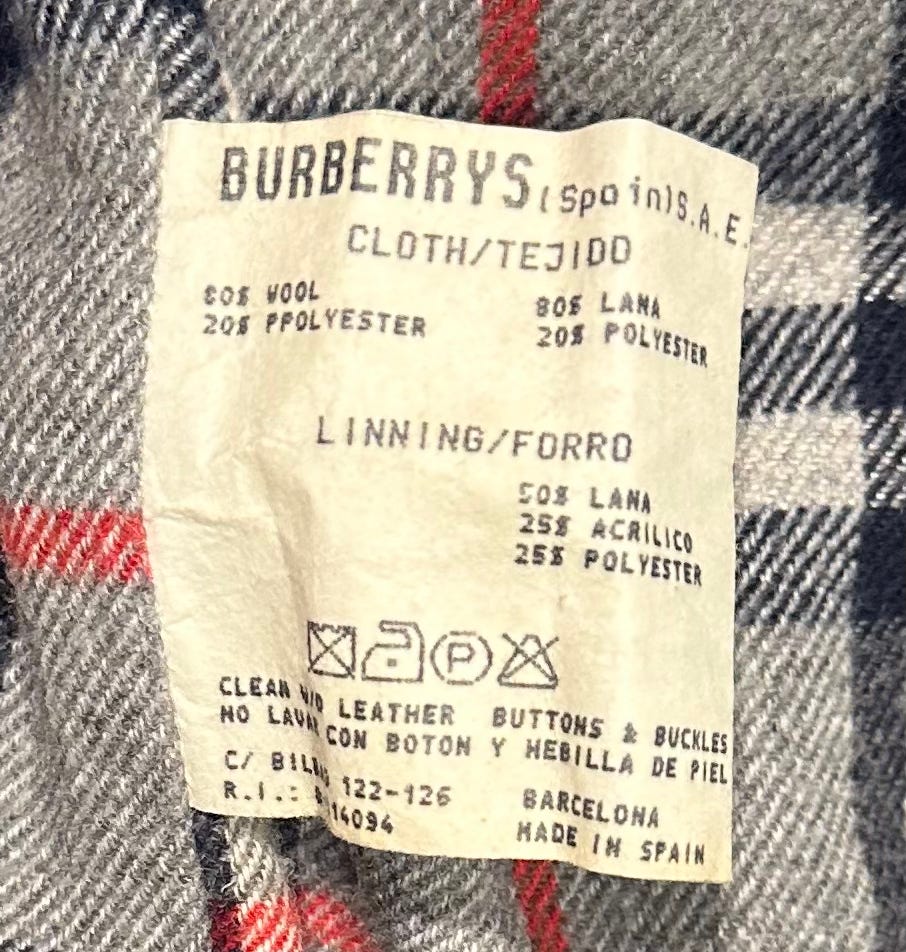 BURBERRYS (Spain) S.A.E.
CLOTH/TEJIDO
80% WOOL 80% LANA
20% PPOLYESTER 20% POLYESTER
LINNING/FORRO
50% LANA
25% ACRILICO
25% POLYESTER
P
CLEAN W/O LEATHER BUTTONS & BUCKLES
NO LAVAR CON BOTON Y HEBILLA DE PIEL
C/ 122-126 BARCELONA
R.I.: 14094 MADE IN SPAIN